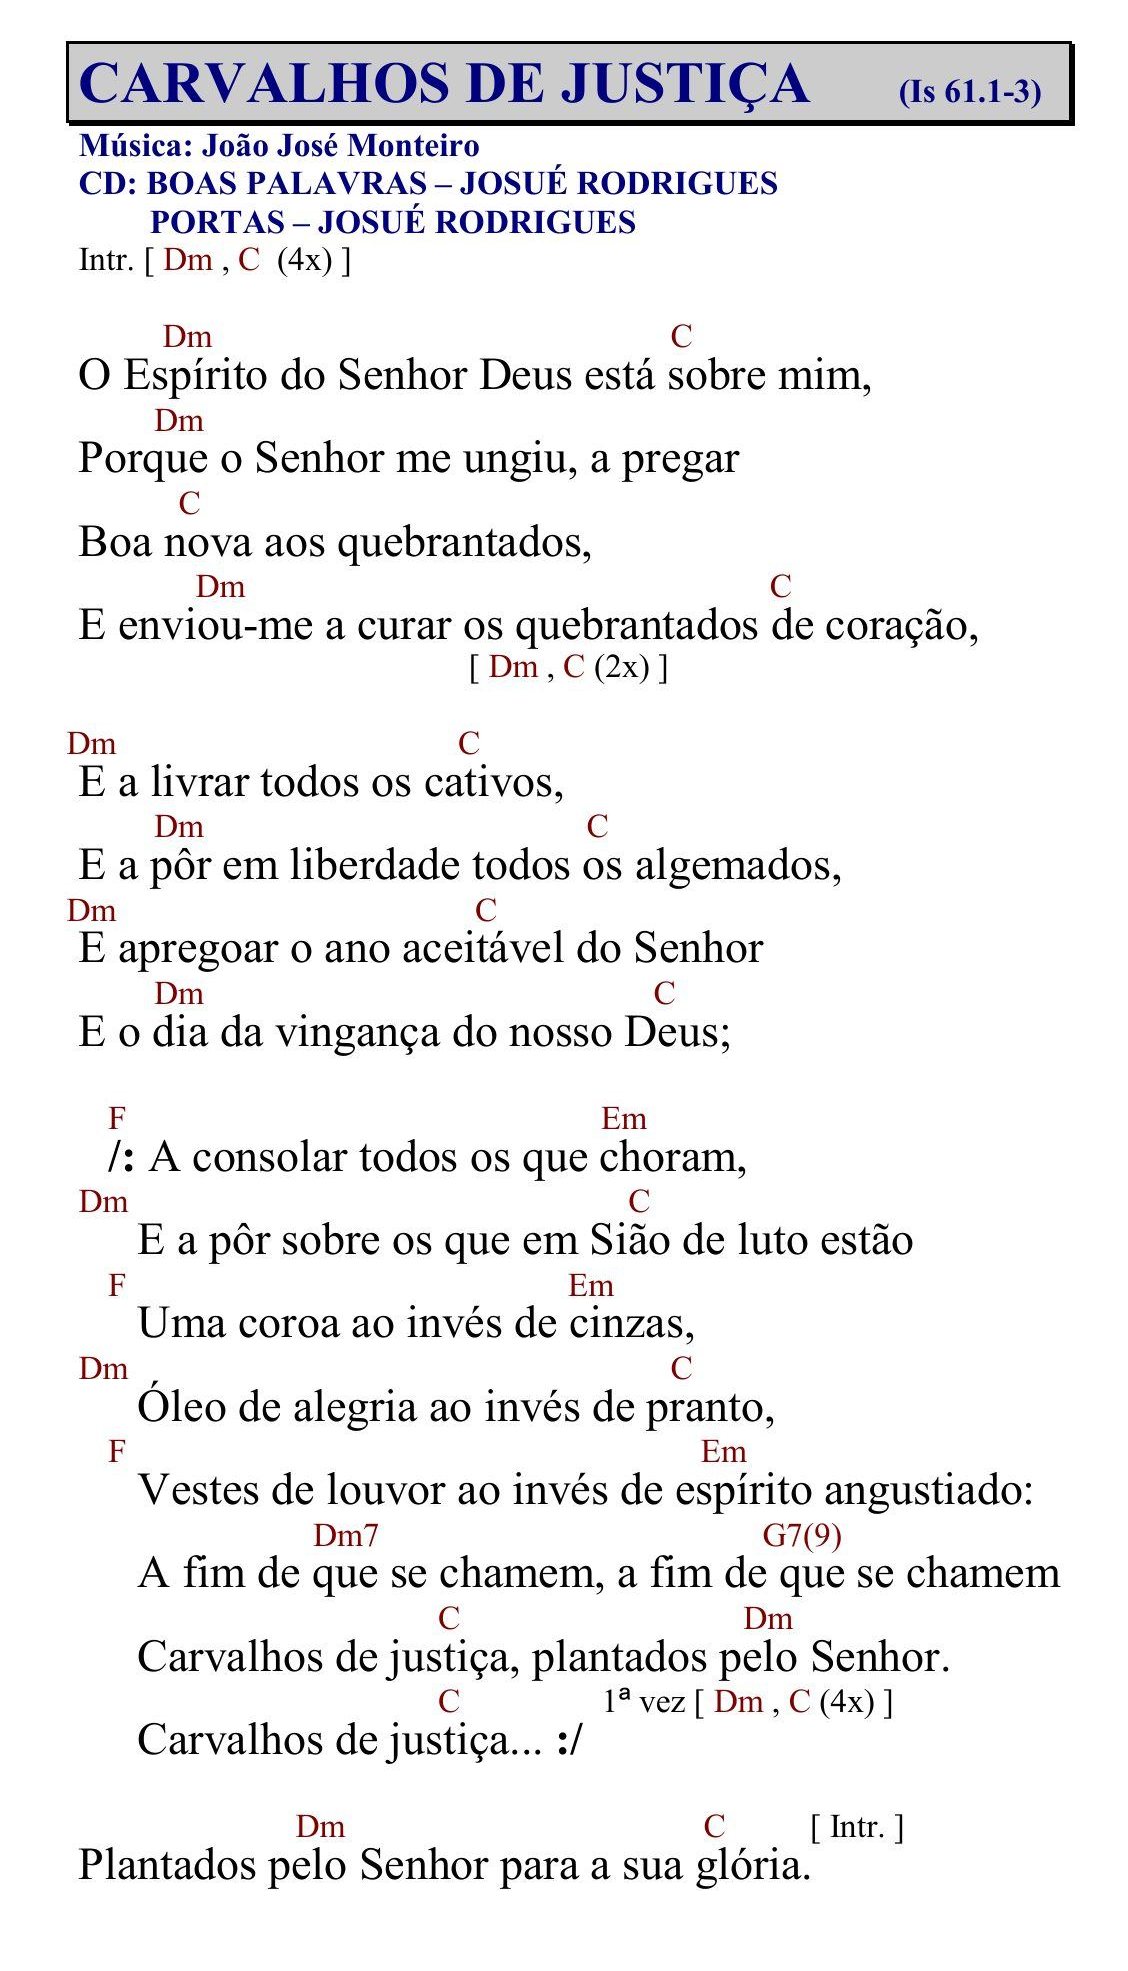 CARVALHOS DE JUSTIÇA (Is 61.1-3)
Música: João José Monteiro
CD: BOAS PALAVRAS – JOSUÉ RODRIGUES
PORTAS – JOSUÉ RODRIGUES
Intr. [ Dm , C (4x) ]
Dm C
O Espírito do Senhor Deus está sobre mim,
Dm
Porque o Senhor me ungiu, a pregar
C
Boa nova aos quebrantados,
Dm C
E enviou-me a curar os quebrantados de coração,
[ Dm , C (2x) ]
Dm C
E a livrar todos os cativos,
Dm C
E a pôr em liberdade todos os algemados,
Dm C
E apregoar o ano aceitável do Senhor
Dm C
E o dia da vingança do nosso Deus;
F Em
/: A consolar todos os que choram,
Dm C
E a pôr sobre os que em Sião de luto estão
F Em
Uma coroa ao invés de cinzas,
Dm C
Óleo de alegria ao invés de pranto,
F Em
Vestes de louvor ao invés de espírito angustiado:
Dm7 G7(9)
A fim de que se chamem, a fim de que se chamem
C Dm
Carvalhos de justiça, plantados pelo Senhor.
C 1ª vez [ Dm , C (4x) ]
Carvalhos de justiça... :/
Dm C [ Intr. ]
Plantados pelo Senhor para a sua glória.